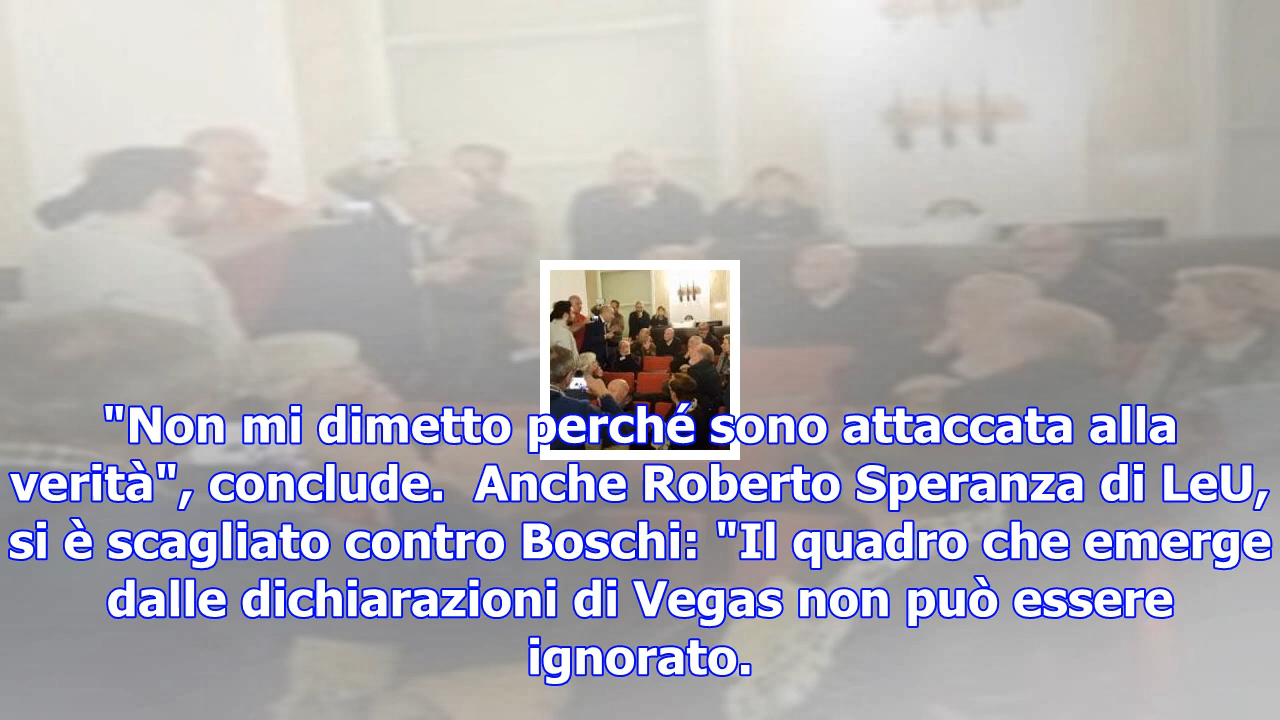 "Non mi dimetto perché sono attaccata alla
verità", conclude.  Anche Roberto Speranza di LeU,
si è scagliato contro Boschi: "Il quadro che emerge
dalle dichiarazioni di Vegas non può essere
ignorato.